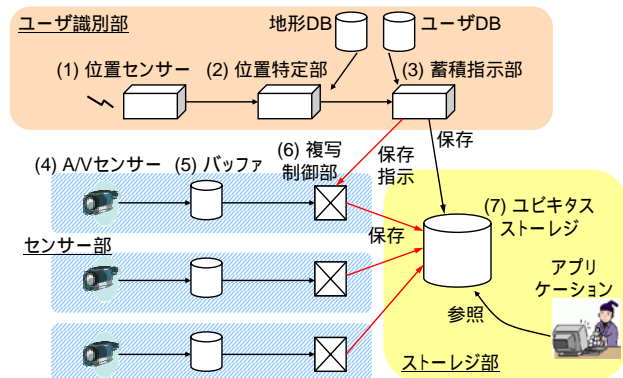 ユーザ識別部
地形DB
ユーザDB
(1) 位置センサー
(2) 位置特定部
(3) 蓄積指示部
保存
保存
指示
(4) A/Vセンサー
(5) バッファ
(6) 複写
制御部
(7) ユビキタス
ストーレジ
保存
センサー部
アプリ
ケーション
参照
ストーレジ部